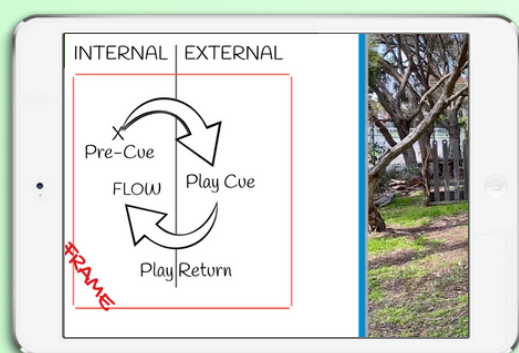 INTERNAL EXTERNAL
X
Pre-Cue
Play Cue
FLOW
Play Return
FRAME